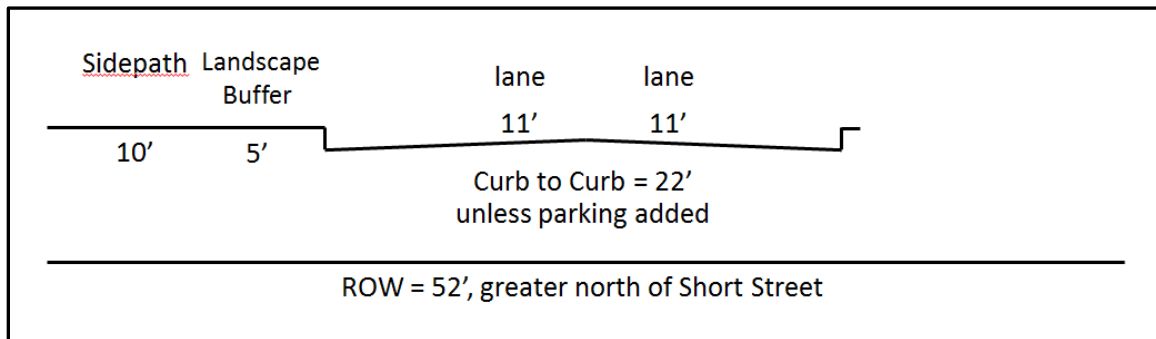 Sidepath
Landscape
Buffer
lane
lane
11’
11’
10’
5’
Curb to Curb = 22’
unless parking added
ROW = 52’, greater north of Short Street